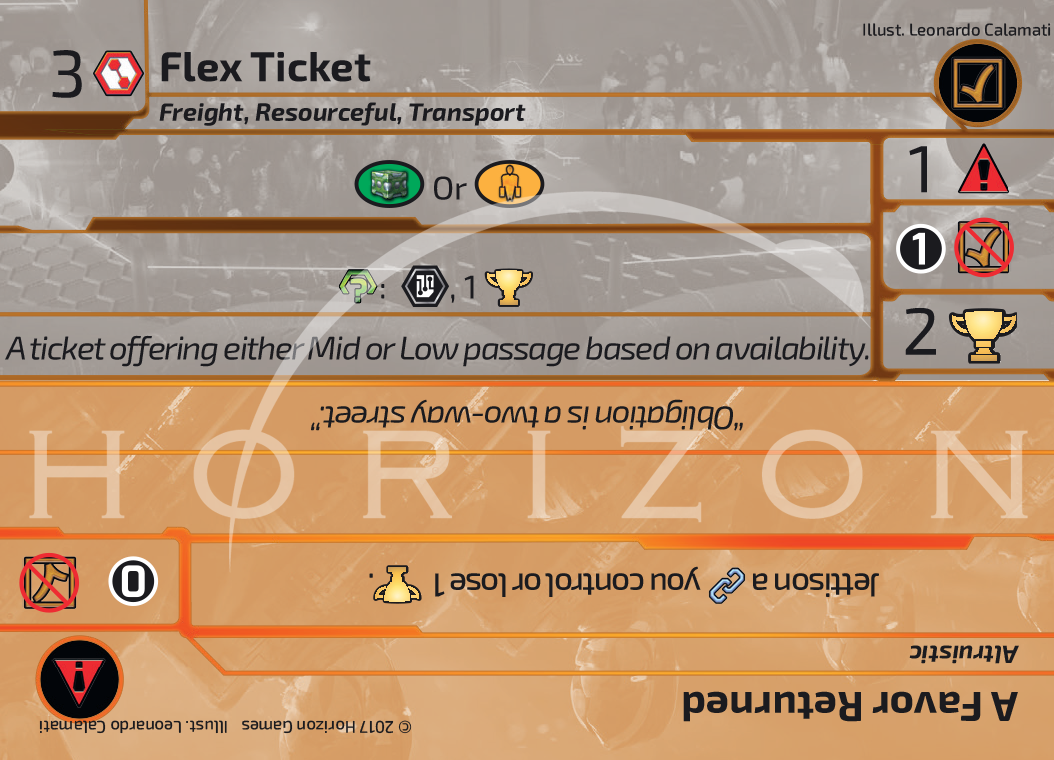 Illust. Leonardo Calamati
3 Flex Ticket
Freight, Resourceful, Transport
Or
1
1
: , 1
2
A ticket offering either Mid or Low passage based on availability.
HORIZON
A Favor Returned
Altruistic
Jettison a you control or lose 1 .
0
"Obligation is a two-way street."
© 2017 Horizon Games Illust. Leonardo Calamati